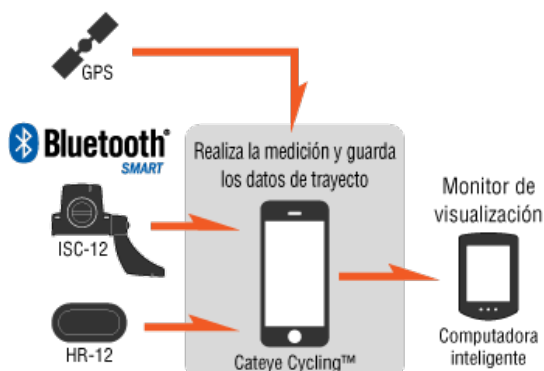 GPS
Bluetooth®
SMART
Realiza la medición y guarda
los datos de trayecto
ISC-12
HR-12
Cateye Cycling™
Monitor de
visualización
Computadora
inteligente